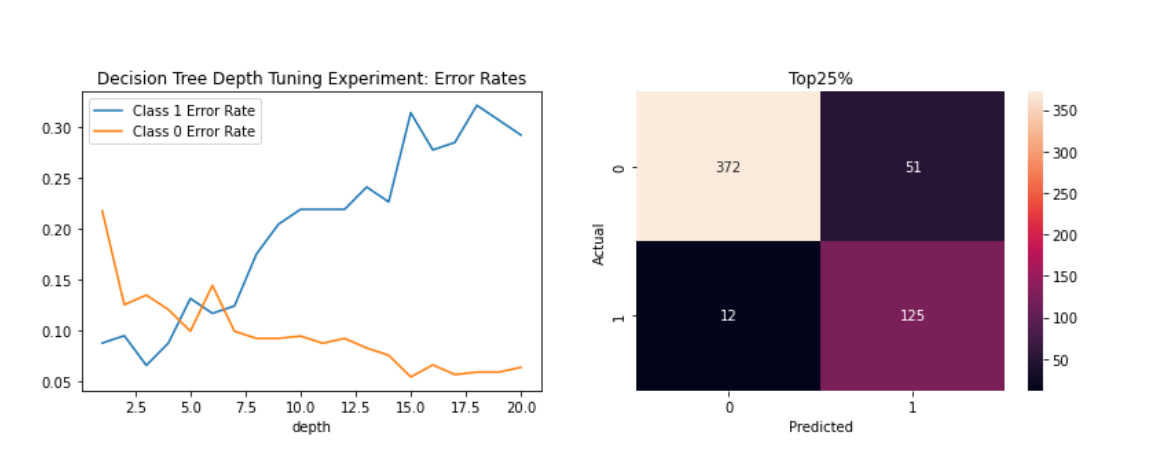 Decision Tree Depth Tuning Experiment: Error Rates
Class 1 Error Rate
Class 0 Error Rate
0.30
0.25
0.20
0.15
0.10
0.05
2.5 5.0 7.5 10.0 12.5 15.0 17.5 20.0
depth
Top25%
Actual
0
372 51
1
12 125
0 1
Predicted
350
300
250
200
150
100
50